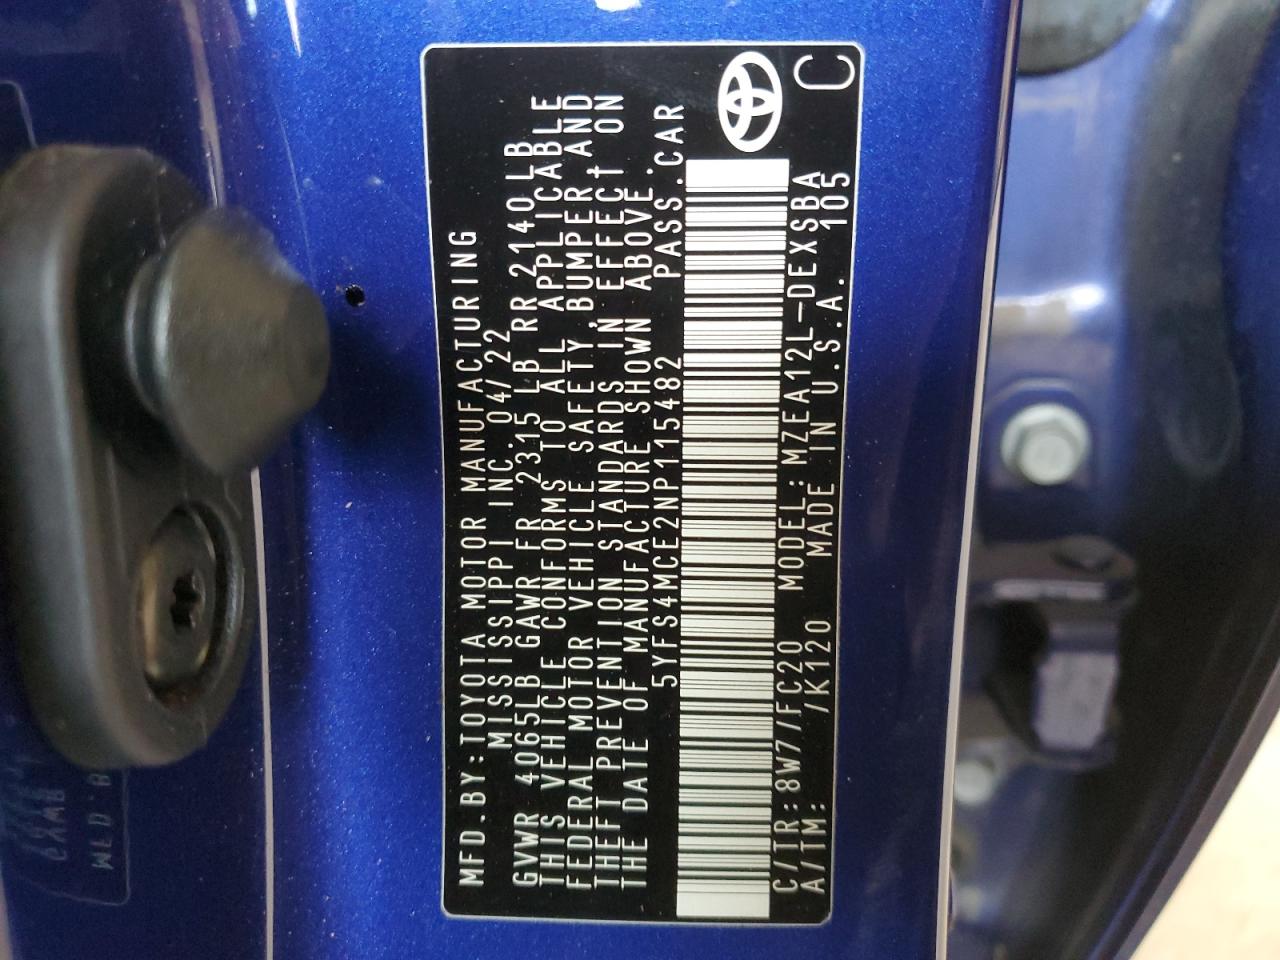 MFD.BY:TOYOTA MOTOR MANUFACTURING
MISSISSIPPI INC. 04/22
GVWR 4065LB GAWR FR 2315 LB RR 2140 LB
THIS VEHICLE CONFORMS TO ALL APPLICABLE
FEDERAL MOTOR VEHICLE SAFETY,BUMPER, AND
THEFT PREVENTION STANDARDS IN EFFECT ON
THE DATE OF MANUFACTURE SHOWN ABOVE.
5YFS4MCE2NP115482 PASS.CAR
C/TR:8W7/FC20 MODEL:MZEA12L-DEXSBA
A/TM: /K120 MADE IN U.S.A. 105
C